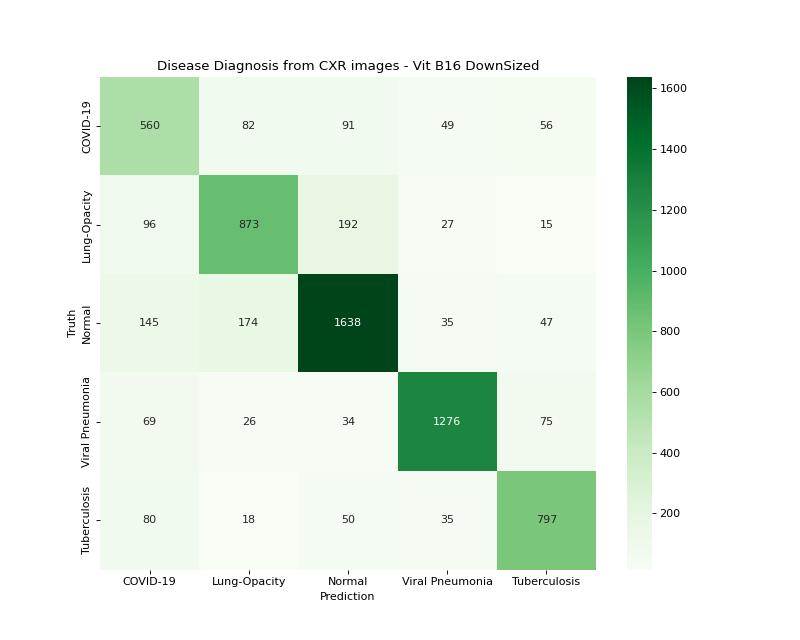 Disease Diagnosis from CXR images - Vit B16 DownSized
COVID-19 560 82 91 49 56
Lung-Opacity 96 873 192 27 15
Truth
Normal 145 174 1638 35 47
Viral Pneumonia 69 26 34 1276 75
Tuberculosis 80 18 50 35 797
COVID-19 Lung-Opacity Normal Viral Pneumonia Tuberculosis
Prediction
1600
1400
1200
1000
800
600
400
200